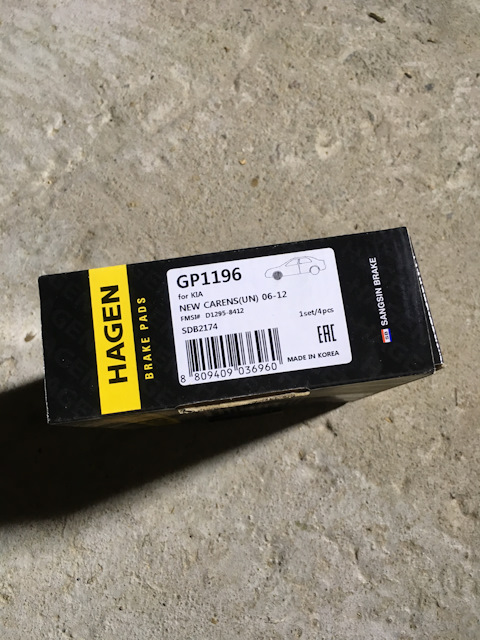 HAGEN
BRAKE PADS
GP1196
for KIA
NEW CARENS(UN) 06-12
FMSI# D1295-8412
1set/4pcs
SDB2174
EAC
8 809409 036960
MADE IN KOREA
SANGSIN BRAKE